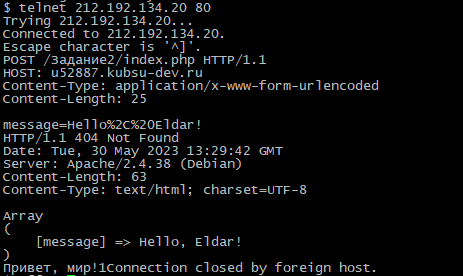 $ telnet 212.192.134.20 80
Trying 212.192.134.20...
Connected to 212.192.134.20.
Escape character is '^]'.
POST /Задание2/index.php HTTP/1.1
HOST: u52887.kubsu-dev.ru
Content-Type: application/x-www-form-urlencoded
Content-Length: 25

message=Hello%2C%20Eldar!
HTTP/1.1 404 Not Found
Date: Tue, 30 May 2023 13:29:42 GMT
Server: Apache/2.4.38 (Debian)
Content-Length: 63
Content-Type: text/html; charset=UTF-8

Array
(
    [message] => Hello, Eldar!
)
Привет, мир!1Connection closed by foreign host.